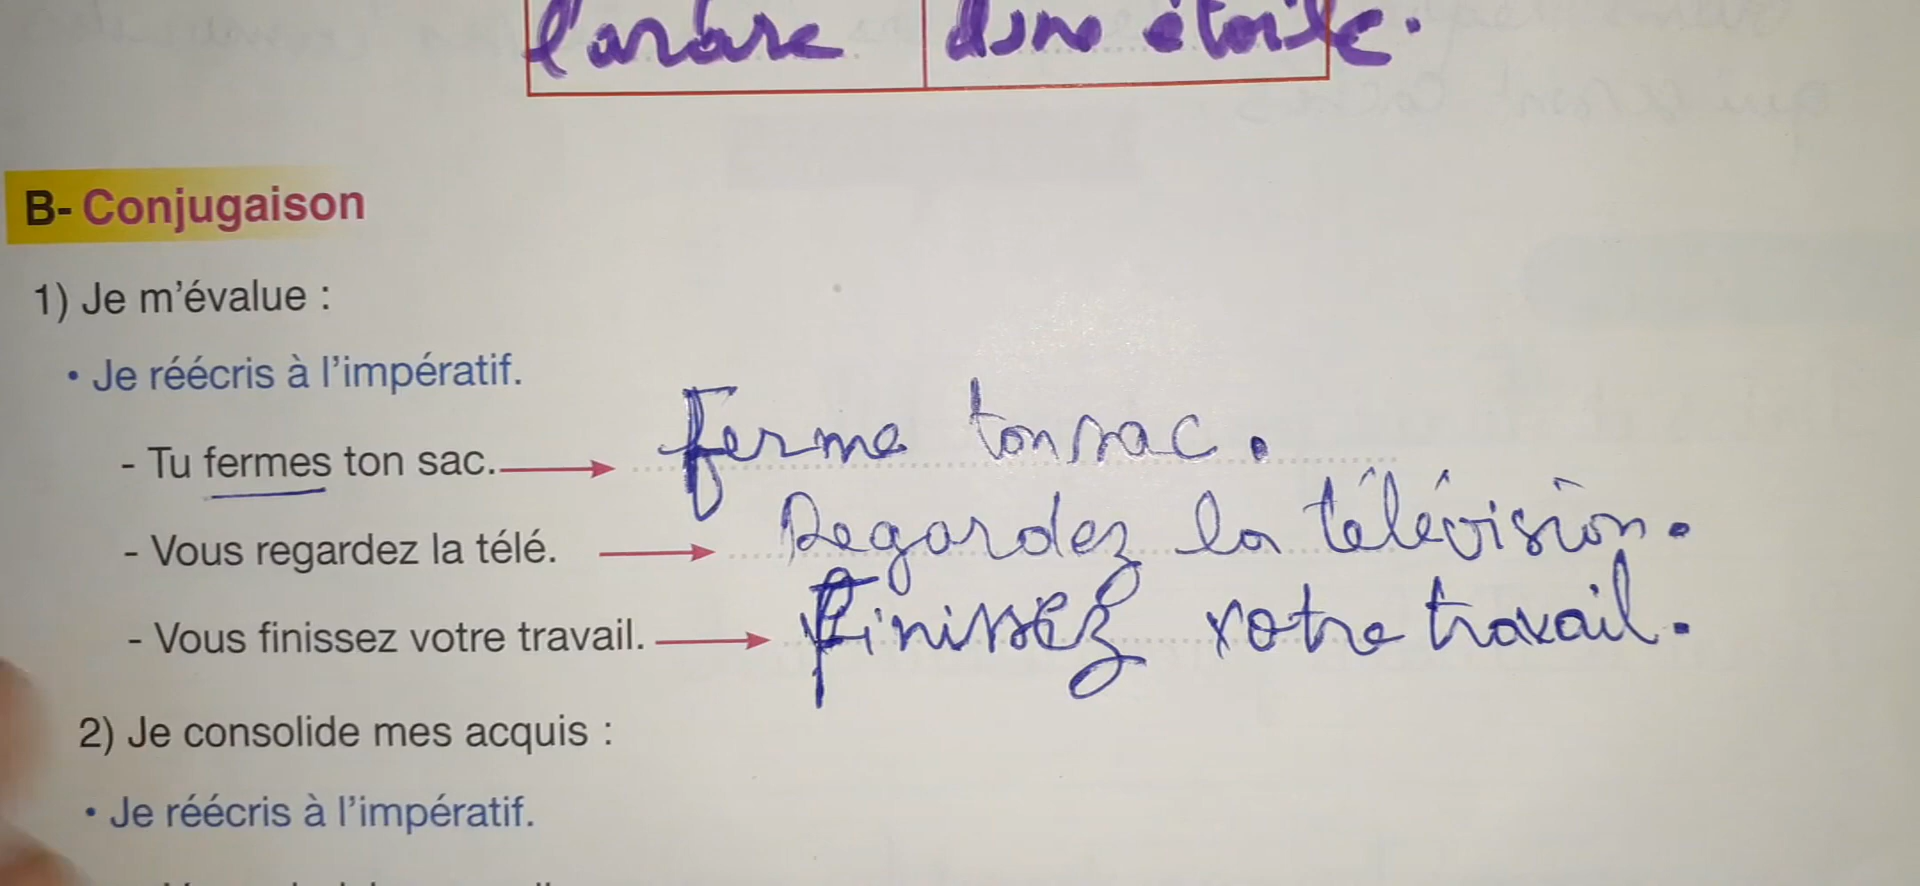 l'arbre d'une étoile.
B- Conjugaison
1) Je m'évalue :
• Je réécris à l'impératif.
- Tu fermes ton sac. ferme ton sac.
- Vous regardez la télé. Regardez la télévision.
- Vous finissez votre travail. Finissez votre travail.
2) Je consolide mes acquis :
• Je réécris à l'impératif.